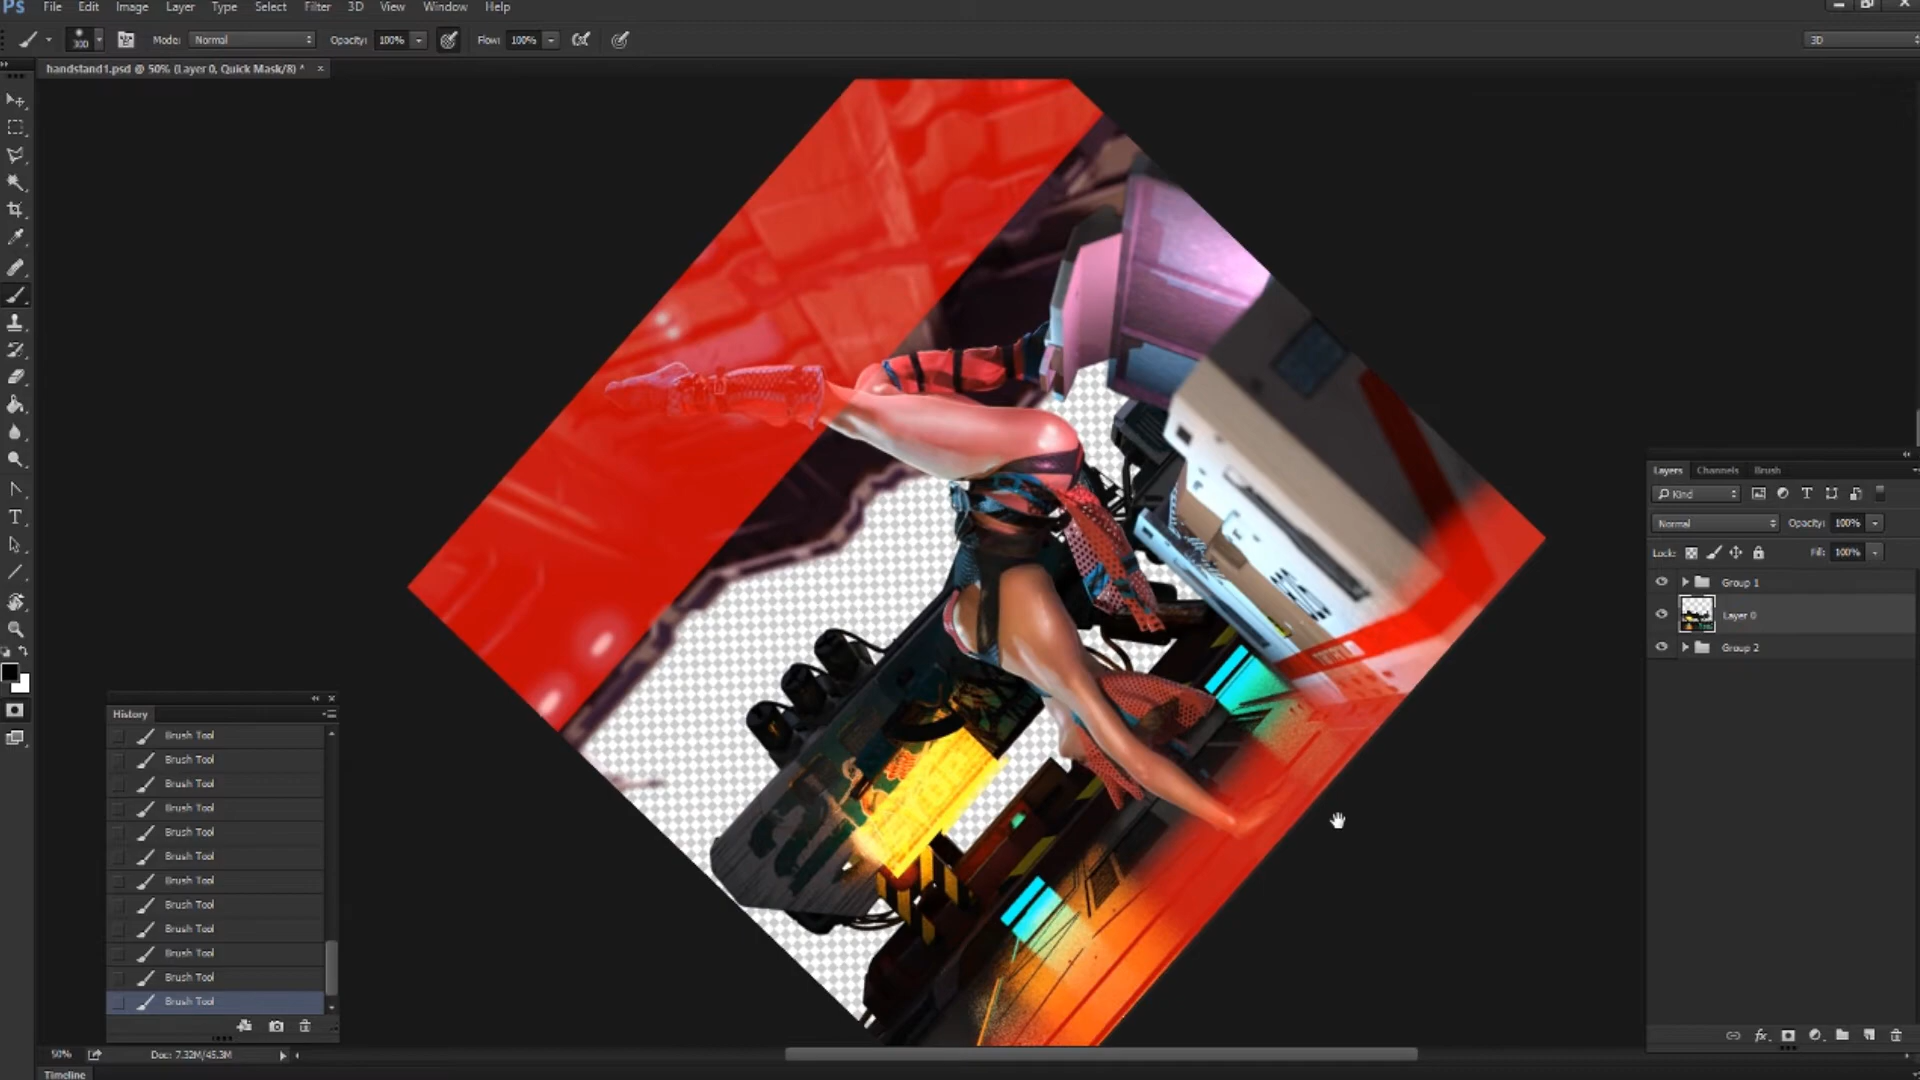 Ps File Edit Image Layer Type Select Filter 3D View Window Help
300 Mode: Normal Opacity: 100% Flow: 100% 3D
handstand1.psd @ 50% (Layer 0, Quick Mask/8) * ×
Layers Channels Brush
Kind
Normal Opacity: 100%
Lock: Fill: 100%
Group 1
Layer 0
Group 2
History
Brush Tool
Brush Tool
Brush Tool
Brush Tool
Brush Tool
Brush Tool
Brush Tool
Brush Tool
Brush Tool
Brush Tool
Brush Tool
Brush Tool
50% Doc: 7.32M/45.3M
Timeline